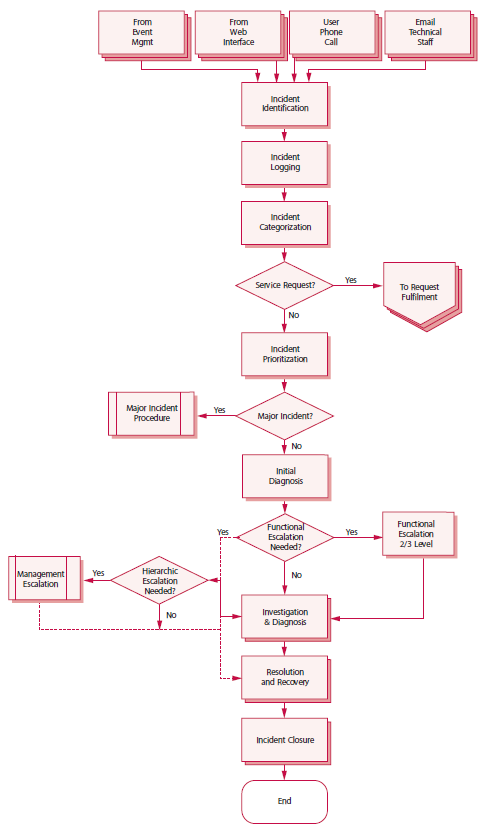 From
Event
Mgmt
From
Web
Interface
User
Phone
Call
Email
Technical
Staff
Incident
Identification
Incident
Logging
Incident
Categorization
Service Request?
Yes
To Request
Fulfilment
No
Incident
Prioritization
Major Incident
Procedure
Yes
Major Incident?
No
Initial
Diagnosis
Yes
Functional
Escalation
Needed?
Yes
Functional
Escalation
2/3 Level
Management
Escalation
Yes
Hierarchic
Escalation
Needed?
No
No
Investigation
& Diagnosis
Resolution
and Recovery
Incident Closure
End